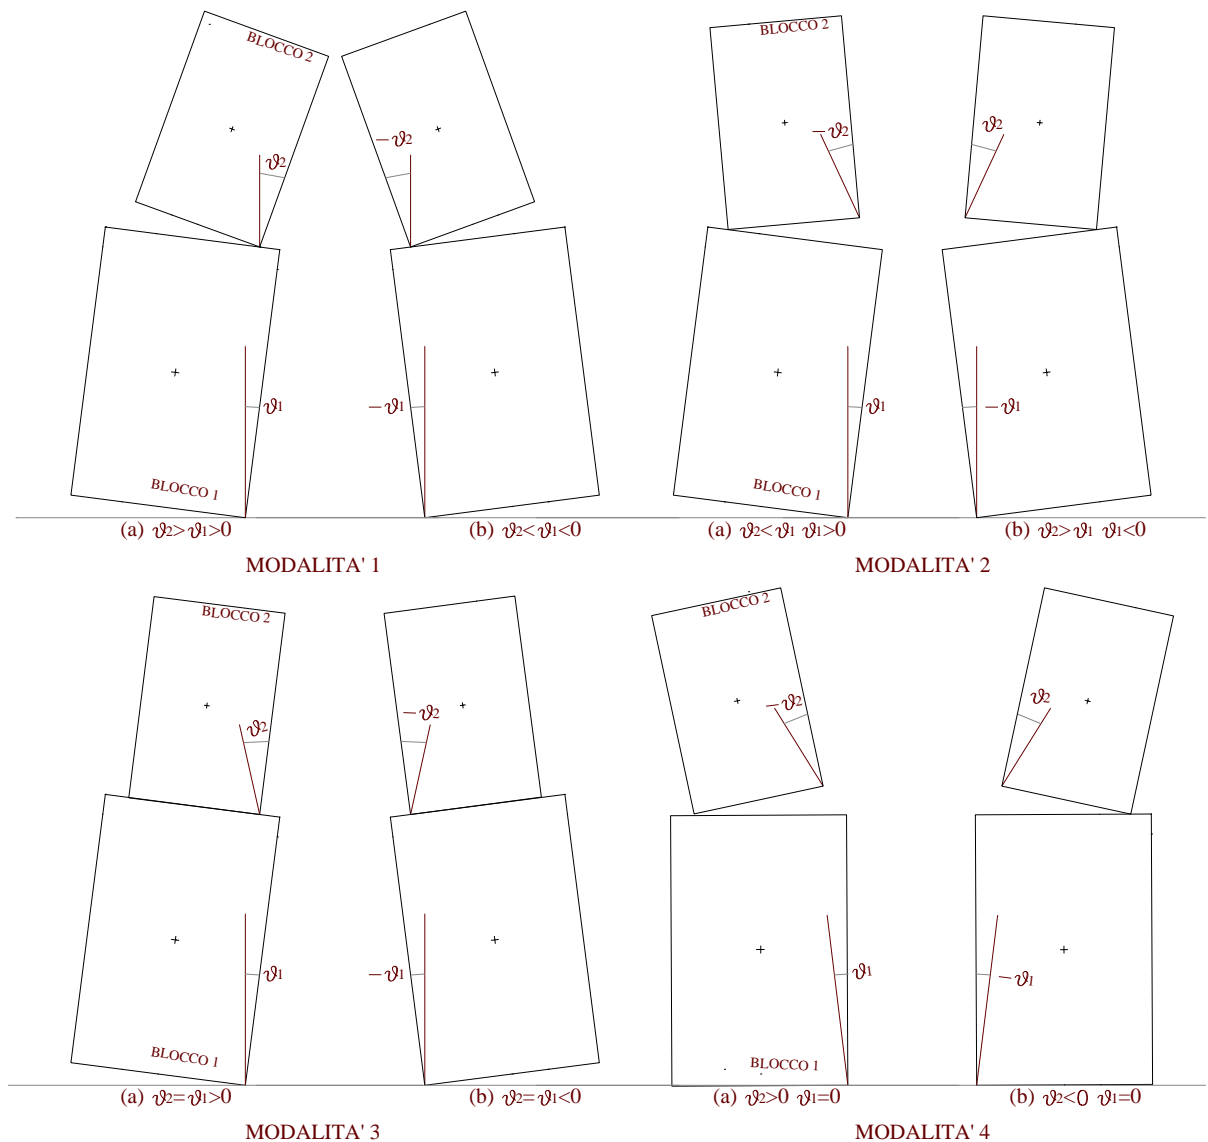 BLOCCO 2
ϑ2
−ϑ2
ϑ1
−ϑ1
BLOCCO 1
(a) ϑ2>ϑ1>0
(b) ϑ2<ϑ1<0
MODALITA' 1
BLOCCO 2
−ϑ2
ϑ2
ϑ1
−ϑ1
BLOCCO 1
(a) ϑ2<ϑ1 ϑ1>0
(b) ϑ2>ϑ1 ϑ1<0
MODALITA' 2
BLOCCO 2
ϑ2
−ϑ2
ϑ1
−ϑ1
BLOCCO 1
(a) ϑ2=ϑ1>0
(b) ϑ2=ϑ1<0
MODALITA' 3
BLOCCO 2
−ϑ2
ϑ2
ϑ1
−ϑ1
BLOCCO 1
(a) ϑ2>0 ϑ1=0
(b) ϑ2<0 ϑ1=0
MODALITA' 4